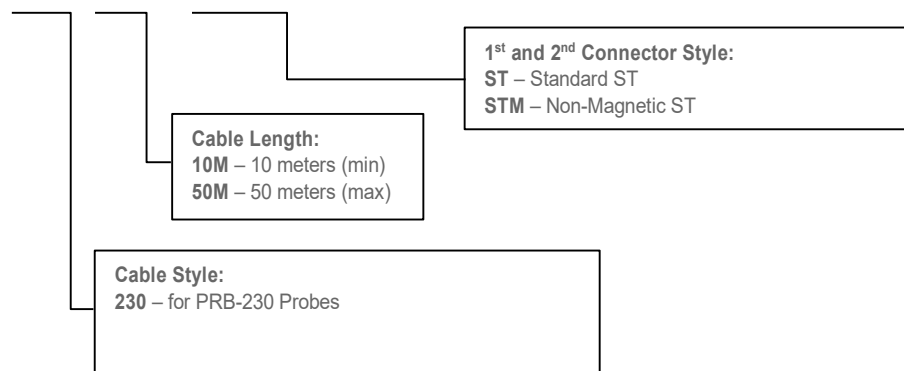 1st and 2nd Connector Style:
ST – Standard ST
STM – Non-Magnetic ST
Cable Length:
10M – 10 meters (min)
50M – 50 meters (max)
Cable Style:
230 – for PRB-230 Probes